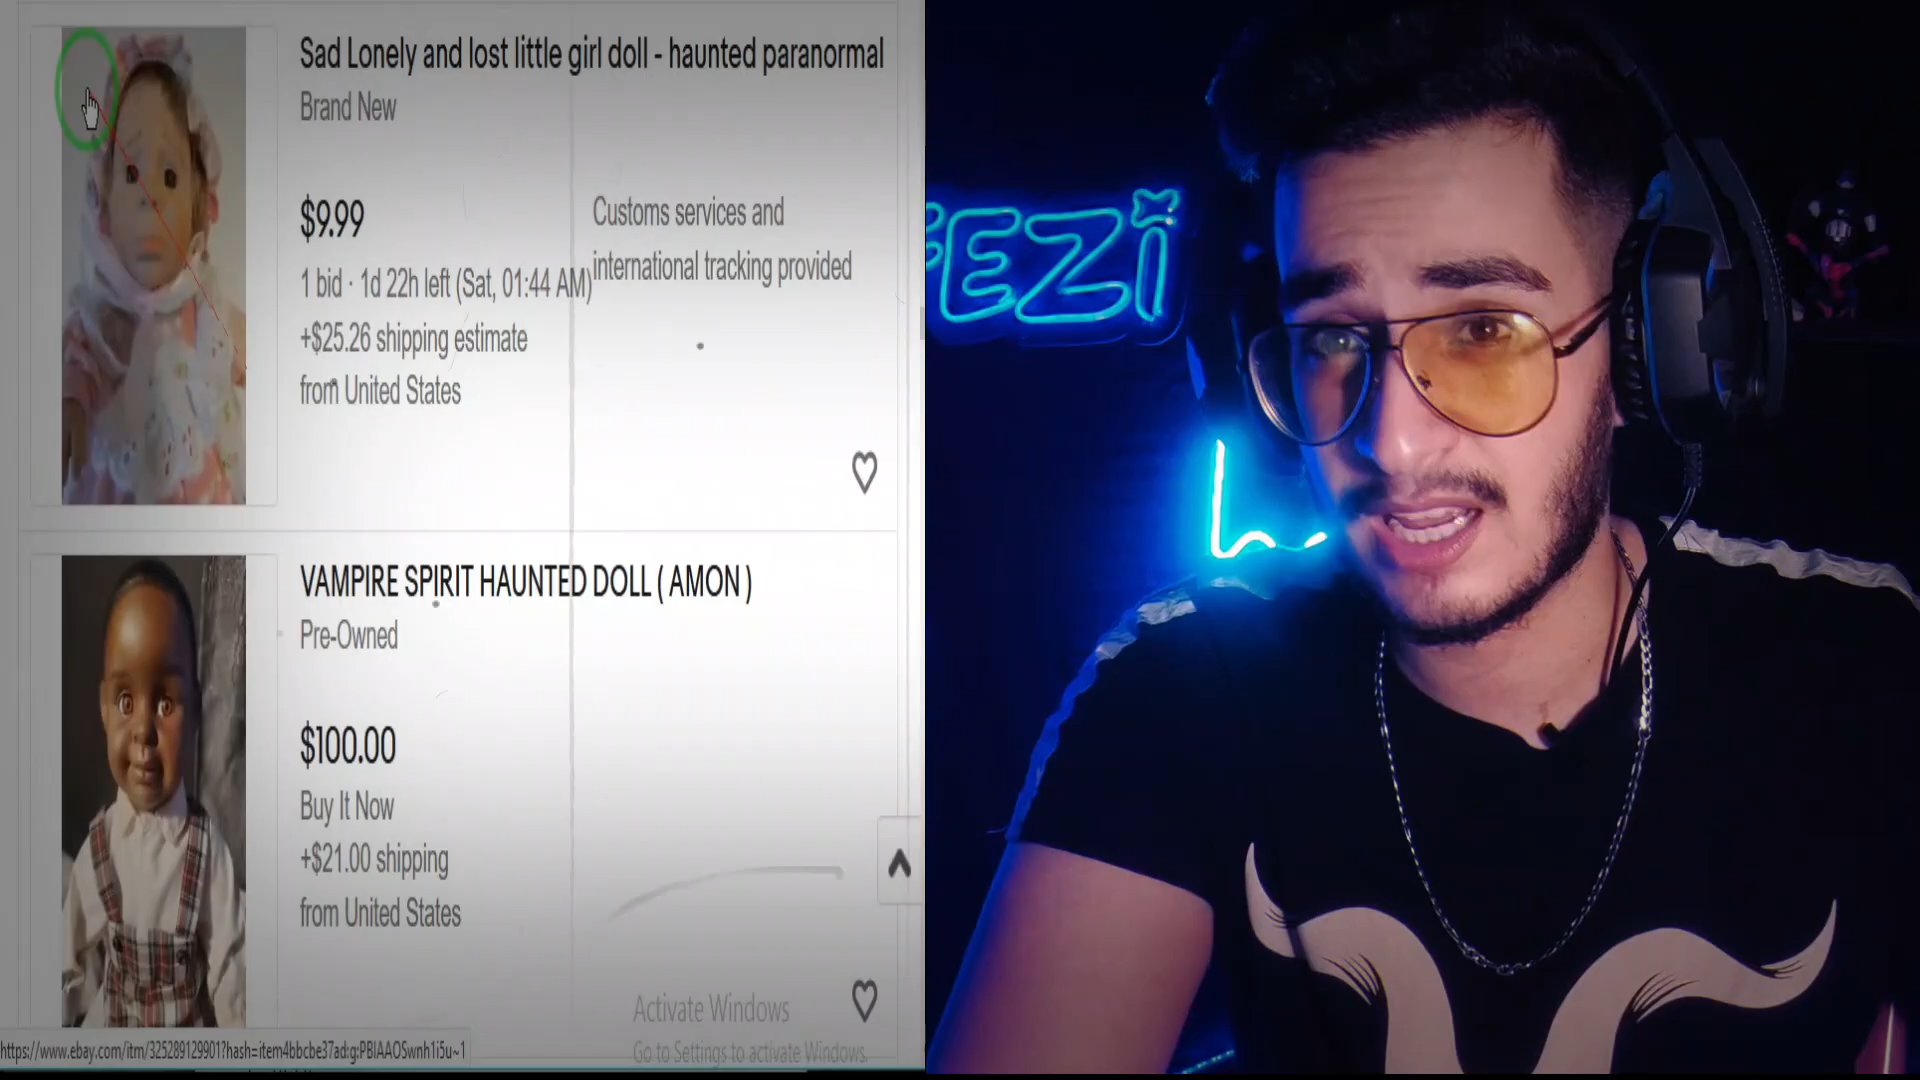 Sad Lonely and lost little girl doll - haunted paranormal
Brand New
$9.99
1 bid · 1d 22h left (Sat, 01:44 AM)
+$25.26 shipping estimate
from United States
Customs services and
international tracking provided
VAMPIRE SPIRIT HAUNTED DOLL ( AMON )
Pre-Owned
$100.00
Buy It Now
+$21.00 shipping
from United States
Activate Windows
Go to Settings to activate Windows.
https://www.ebay.com/itm/325289129901?hash=item4bbcbe37ad:g:PBIAAOSwnh1i5u~1
FEZI